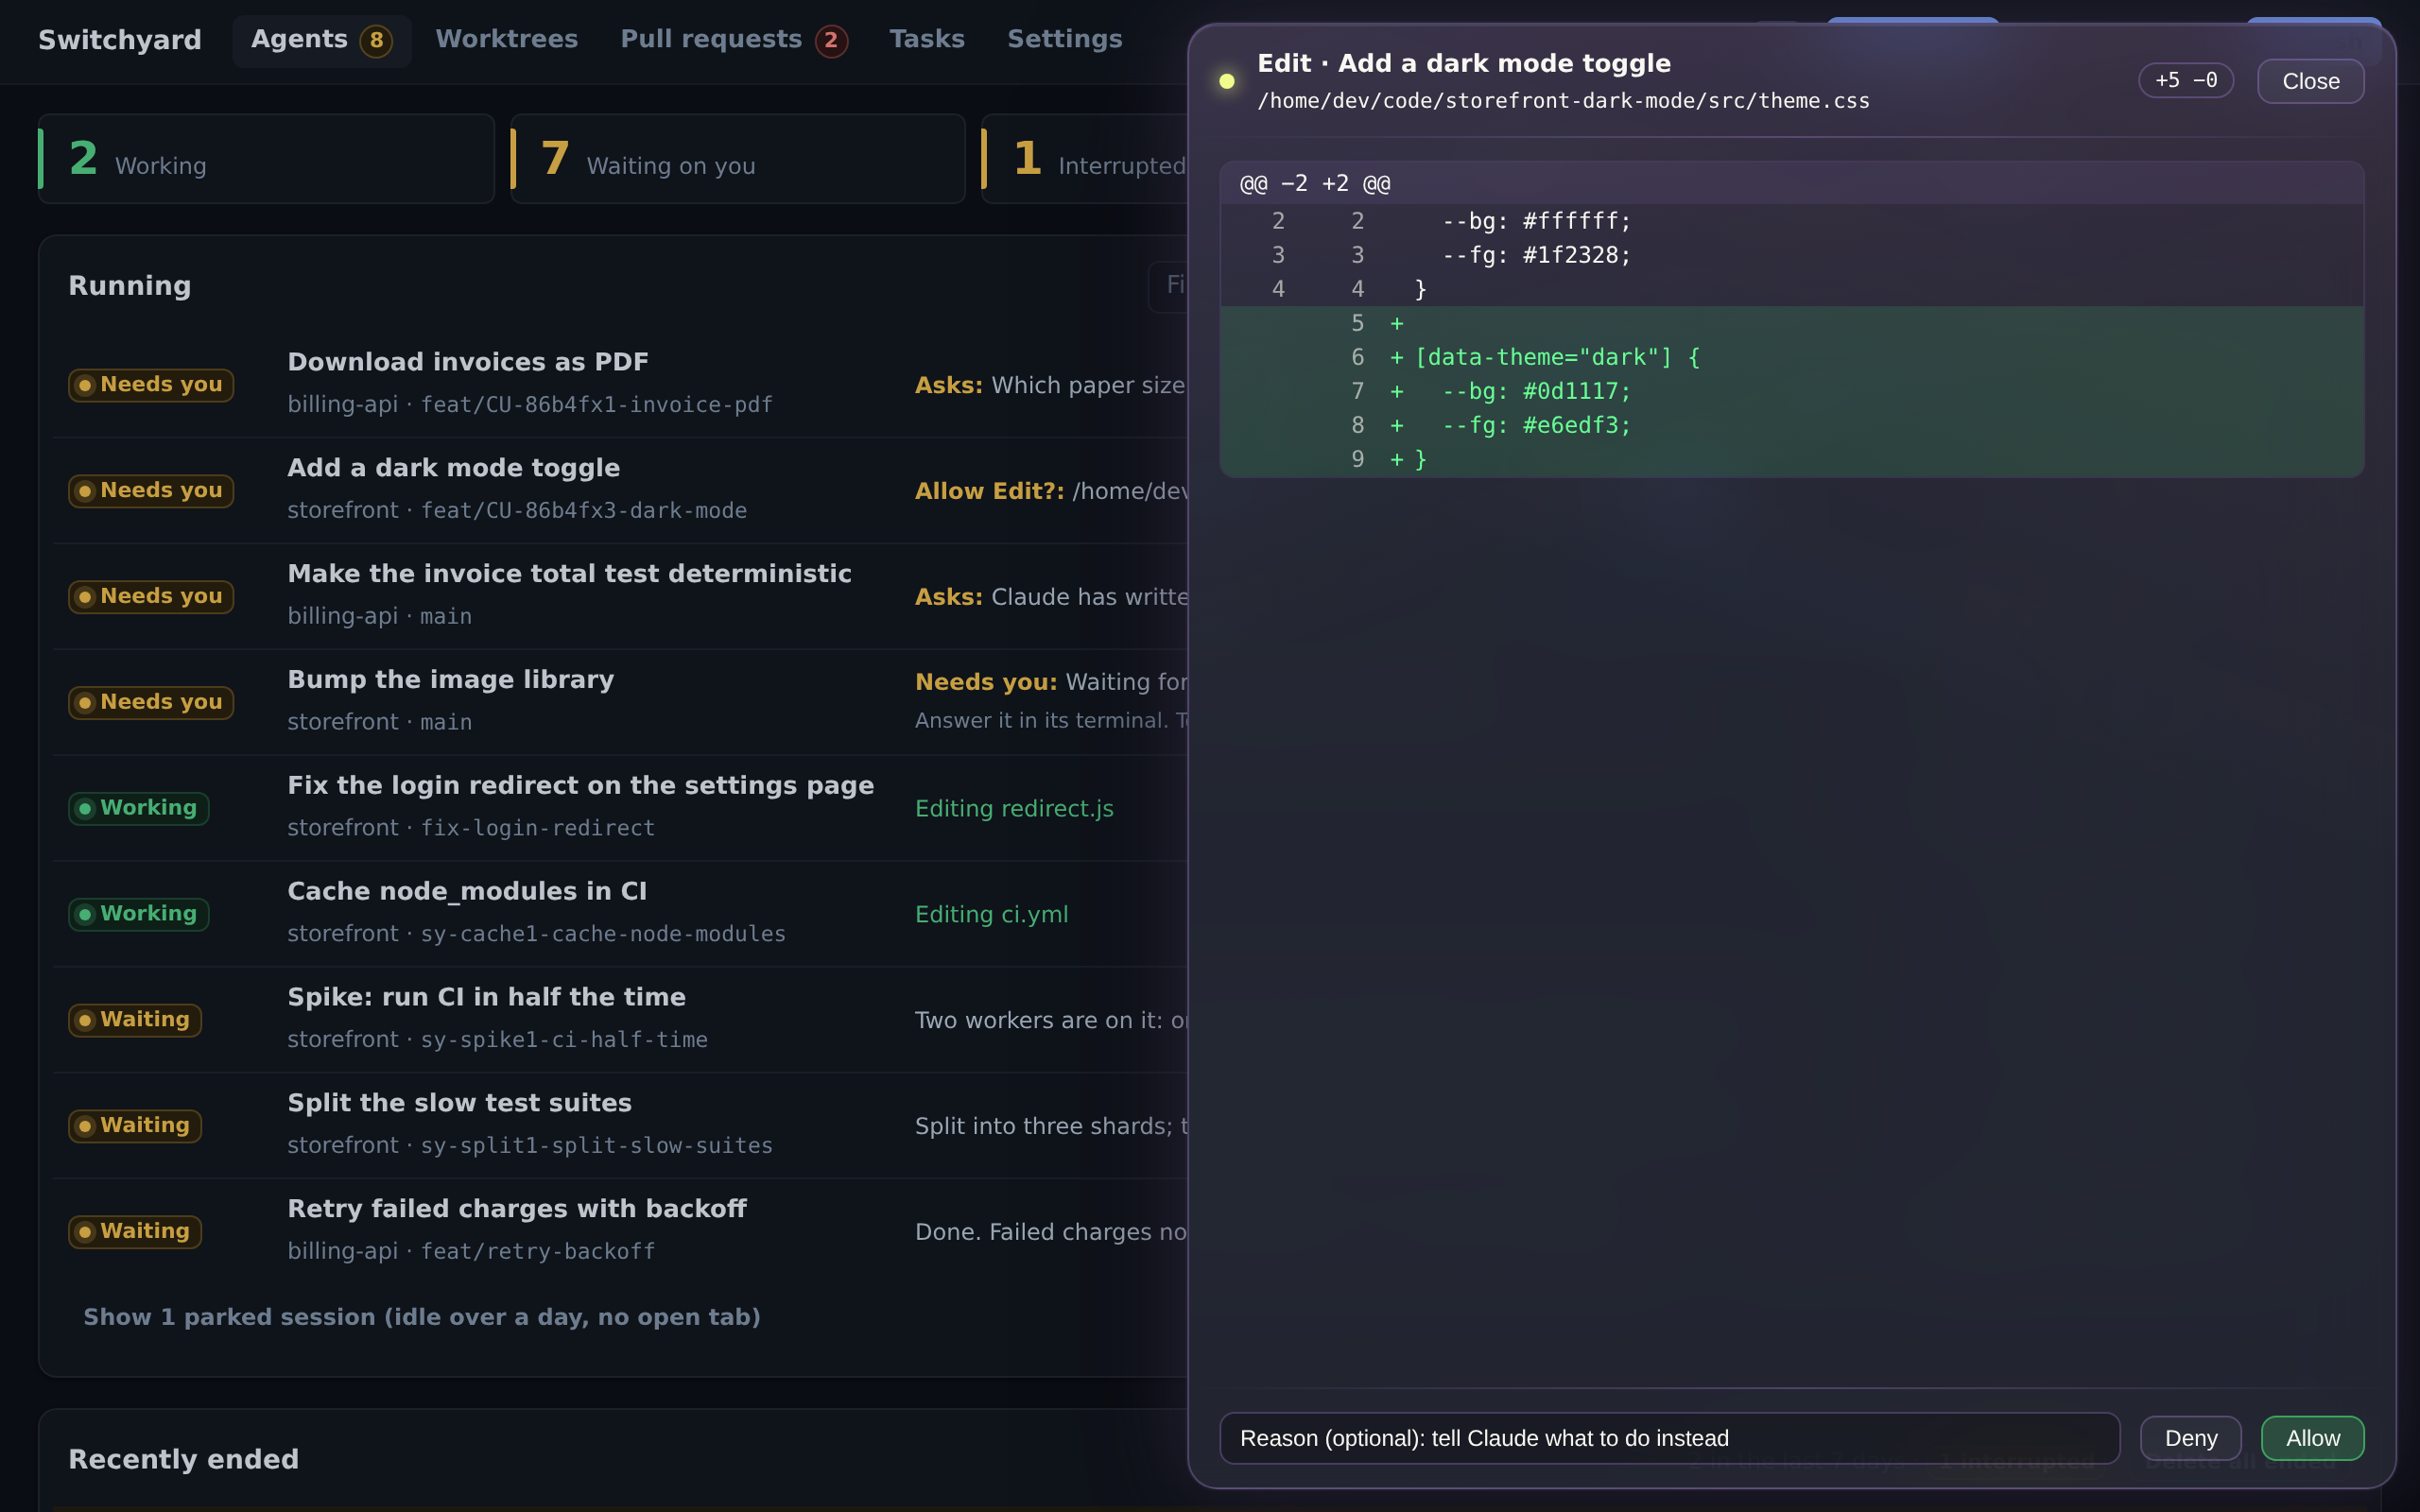 Switchyard Agents 8 Worktrees Pull requests 2 Tasks Settings
2 Working 7 Waiting on you 1 Interrupted
Running
Needs you Download invoices as PDF
billing-api · feat/CU-86b4fx1-invoice-pdf
Asks: Which paper size
Needs you Add a dark mode toggle
storefront · feat/CU-86b4fx3-dark-mode
Allow Edit?: /home/dev
Needs you Make the invoice total test deterministic
billing-api · main
Asks: Claude has writte
Needs you Bump the image library
storefront · main
Needs you: Waiting for
Answer it in its terminal.
Working Fix the login redirect on the settings page
storefront · fix-login-redirect
Editing redirect.js
Working Cache node_modules in CI
storefront · sy-cache1-cache-node-modules
Editing ci.yml
Waiting Spike: run CI in half the time
storefront · sy-spike1-ci-half-time
Two workers are on it:
Waiting Split the slow test suites
storefront · sy-split1-split-slow-suites
Split into three shards;
Waiting Retry failed charges with backoff
billing-api · feat/retry-backoff
Done. Failed charges no
Show 1 parked session (idle over a day, no open tab)
Recently ended
Edit · Add a dark mode toggle
/home/dev/code/storefront-dark-mode/src/theme.css
+5 −0 Close
@@ −2 +2 @@
2 2 --bg: #ffffff;
3 3 --fg: #1f2328;
4 4 }
5 +
6 + [data-theme="dark"] {
7 + --bg: #0d1117;
8 + --fg: #e6edf3;
9 + }
Reason (optional): tell Claude what to do instead Deny Allow